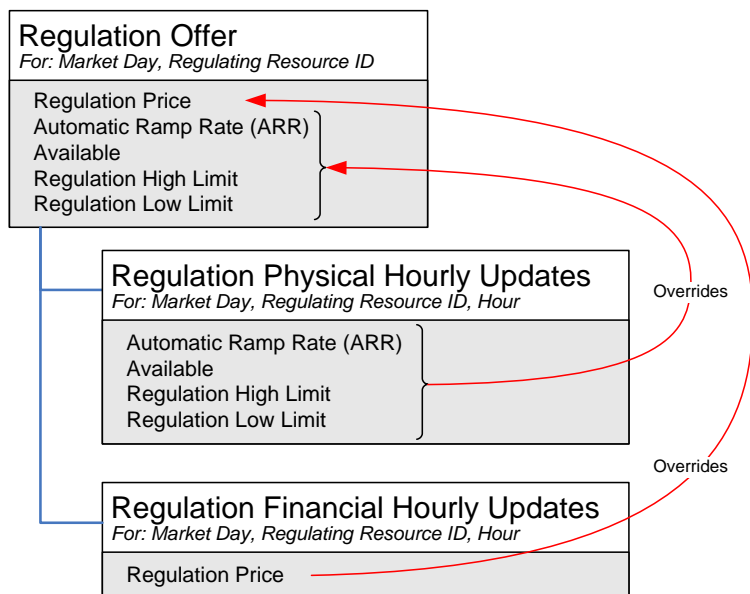 Regulation Offer
For: Market Day, Regulating Resource ID
Regulation Price
Automatic Ramp Rate (ARR)
Available
Regulation High Limit
Regulation Low Limit
Regulation Physical Hourly Updates
For: Market Day, Regulating Resource ID, Hour
Overrides
Automatic Ramp Rate (ARR)
Available
Regulation High Limit
Regulation Low Limit
Overrides
Regulation Financial Hourly Updates
For: Market Day, Regulating Resource ID, Hour
Regulation Price